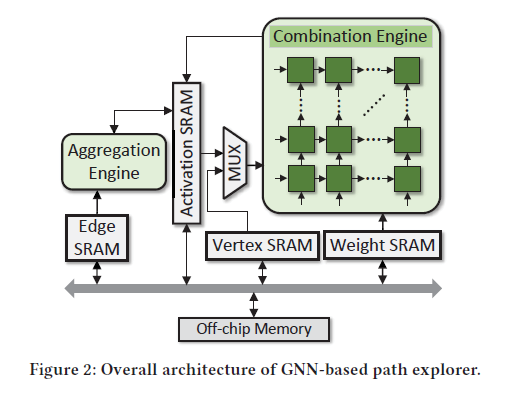 Combination Engine
Activation SRAM
MUX
Aggregation
Engine
Edge
SRAM
Vertex SRAM
Weight SRAM
Off-chip Memory
Figure 2: Overall architecture of GNN-based path explorer.